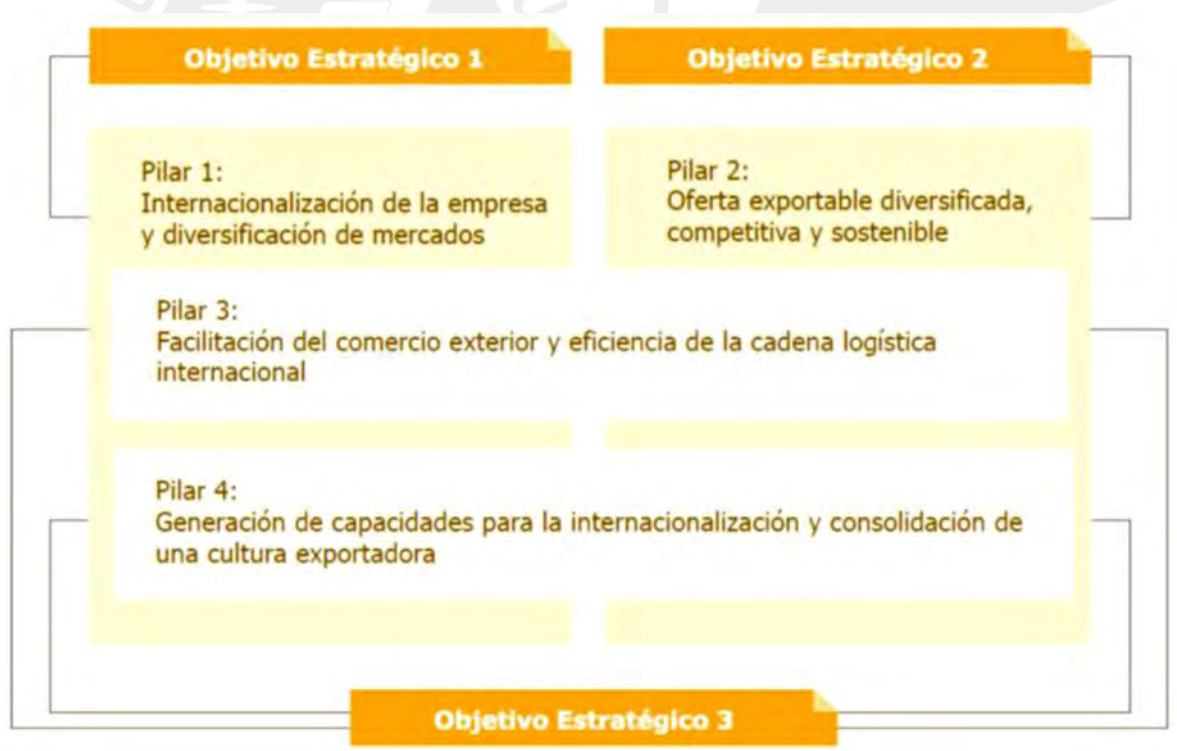 Objetivo Estratégico 1
Objetivo Estratégico 2
Pilar 1:
Internacionalización de la empresa
y diversificación de mercados
Pilar 2:
Oferta exportable diversificada,
competitiva y sostenible
Pilar 3:
Facilitación del comercio exterior y eficiencia de la cadena logística
internacional
Pilar 4:
Generación de capacidades para la internacionalización y consolidación de
una cultura exportadora
Objetivo Estratégico 3